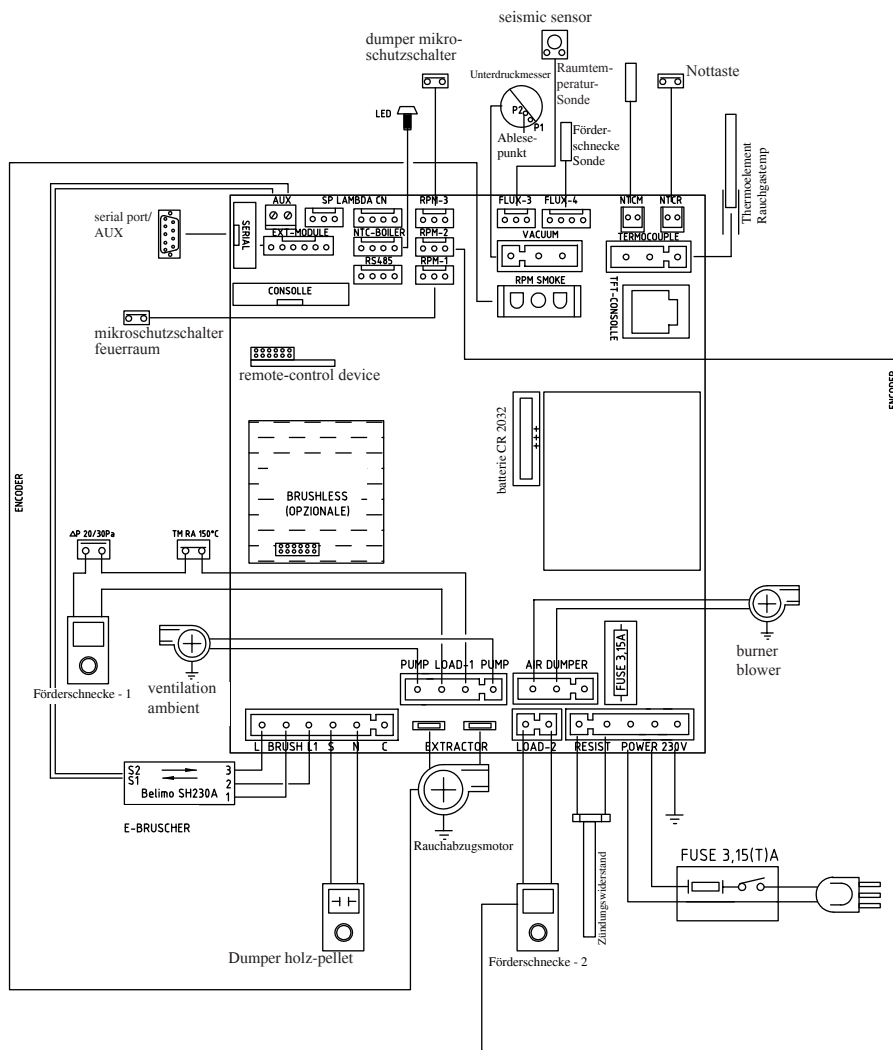 seismic sensor
dumper mikro-
schutzschalter
Unterdruckmesser
Raumtem-
peratur-
Sonde
Nottaste
LED
P2
P1
Ablese-
punkt
Förder-
schnecke
Sonde
Thermoelement
Rauchgastemp
serial port/
AUX
SERIAL
AUX
SP LAMBDA CN
RPM-3
FLUX-3
FLUX-4
NTCM
NTCR
EXT-MODULE
NTC-BOILER
RPM-2
VACUUM
TERMOCOUPLE
RS485
RPM-1
RPM SMOKE
CONSOLLE
TFT-CONSOLLE
mikroschutzschalter
feuerraum
remote-control device
ENCODER
batterie CR 2032
+++
BRUSHLESS
(OPZIONALE)
ENCODER
ΔP 20/30Pa
TM RA 150°C
burner
blower
Förderschnecke - 1
ventilation
ambient
PUMP LOAD-1 PUMP
AIR DUMPER
FUSE 3,15A
L BRUSH L1 S N C
EXTRACTOR
LOAD-2
RESIST
POWER 230V
S2
S1
3
2
1
Belimo SH230A
E-BRUSCHER
Rauchabzugsmotor
Zündungswiderstand
FUSE 3,15(T)A
Dumper holz-pellet
Förderschnecke - 2